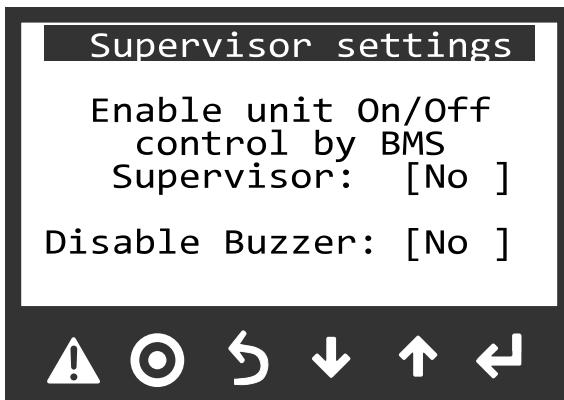 Supervisor settings
Enable unit On/Off
control by BMS
Supervisor: [No ]
Disable Buzzer: [No ]